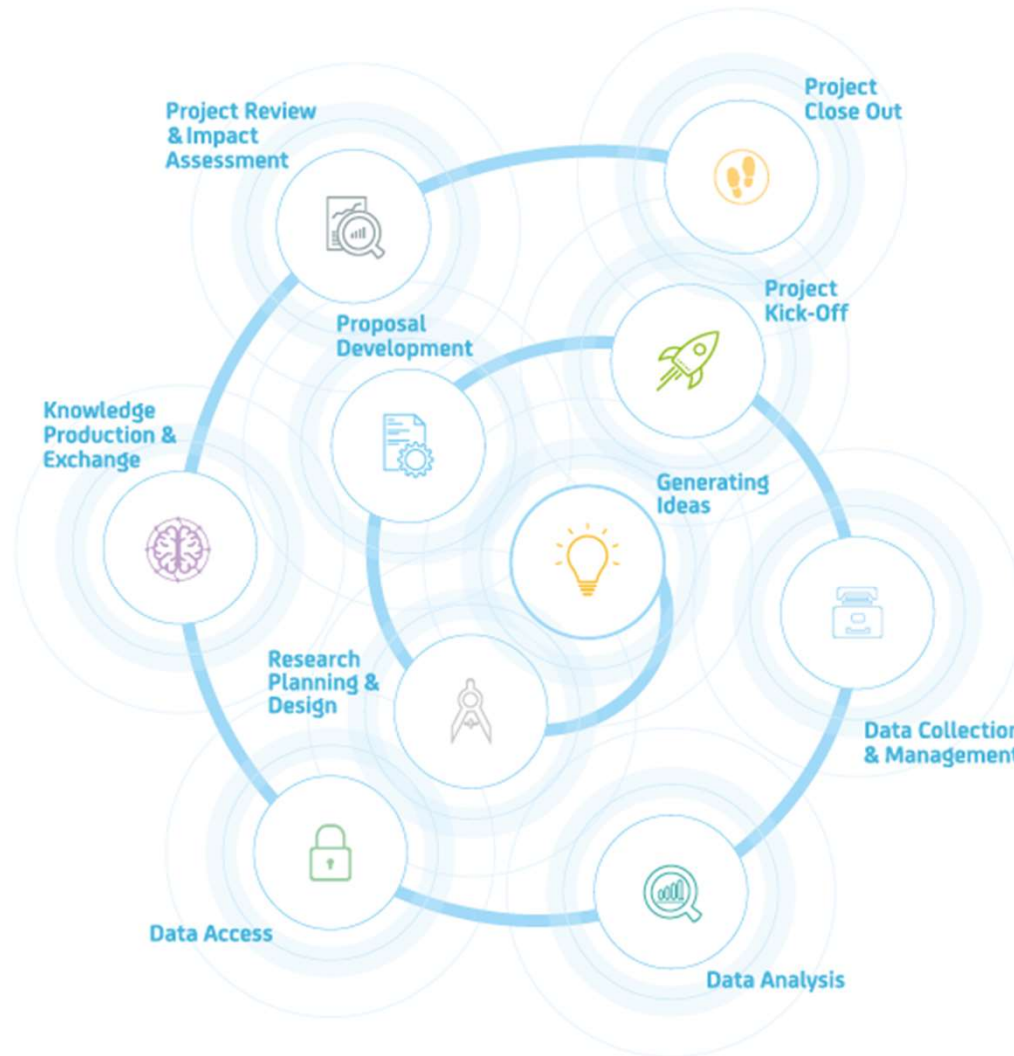 Project Review
& Impact
Assessment
Project
Close Out
Proposal
Development
Project
Kick-Off
Knowledge
Production &
Exchange
Generating
Ideas
Research
Planning &
Design
Data Collection
& Management
Data Access
Data Analysis